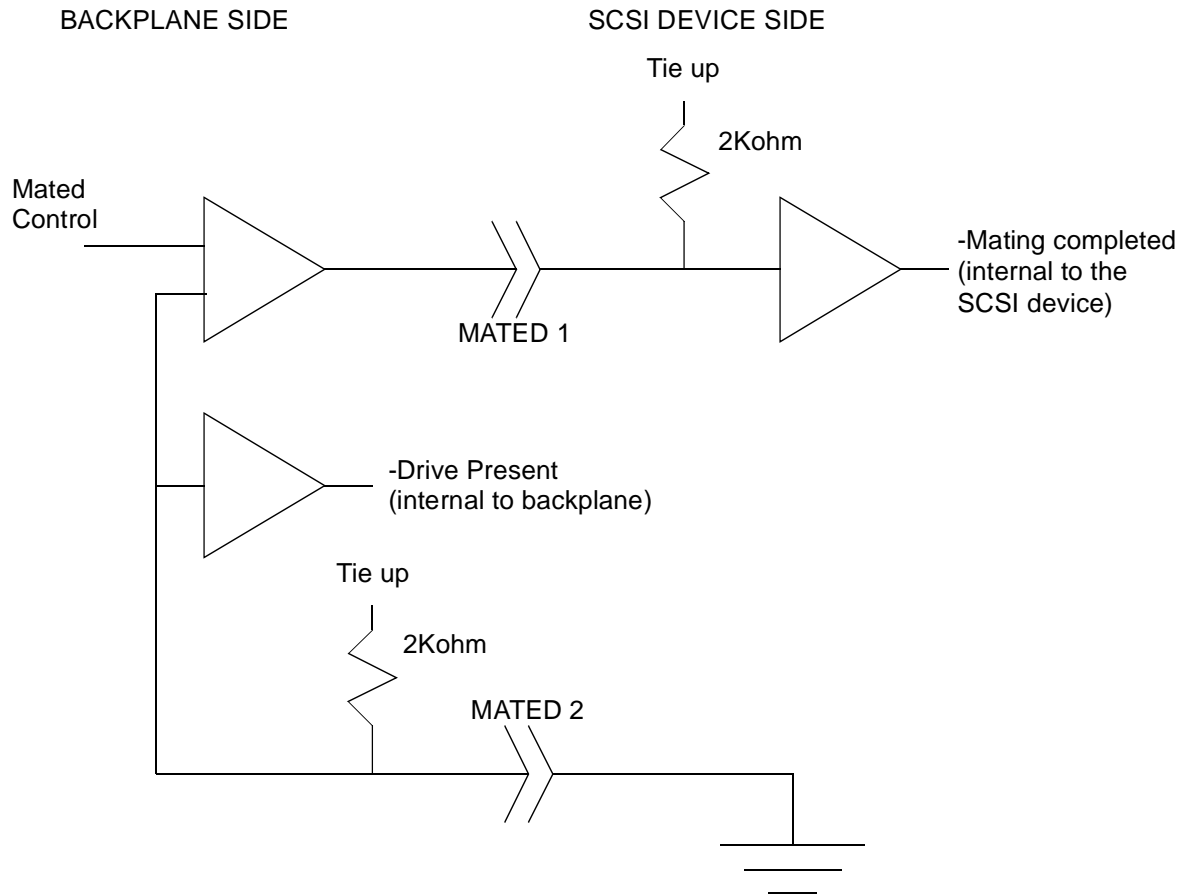 BACKPLANE SIDE
SCSI DEVICE SIDE
Tie up
2Kohm
Mated
Control
-Mating completed
(internal to the
SCSI device)
MATED 1
-Drive Present
(internal to backplane)
Tie up
2Kohm
MATED 2